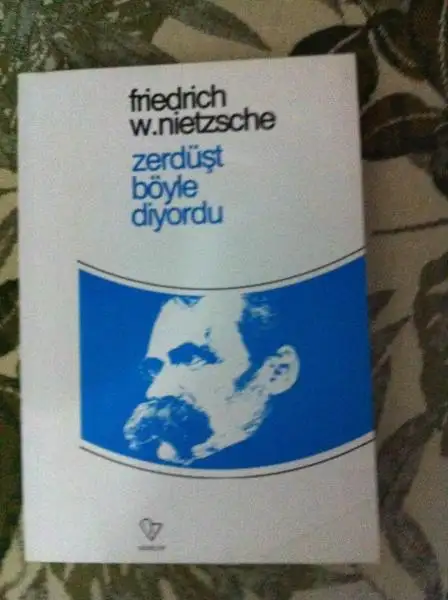 friedrich
w.nietzsche
zerdüşt
böyle
diyordu